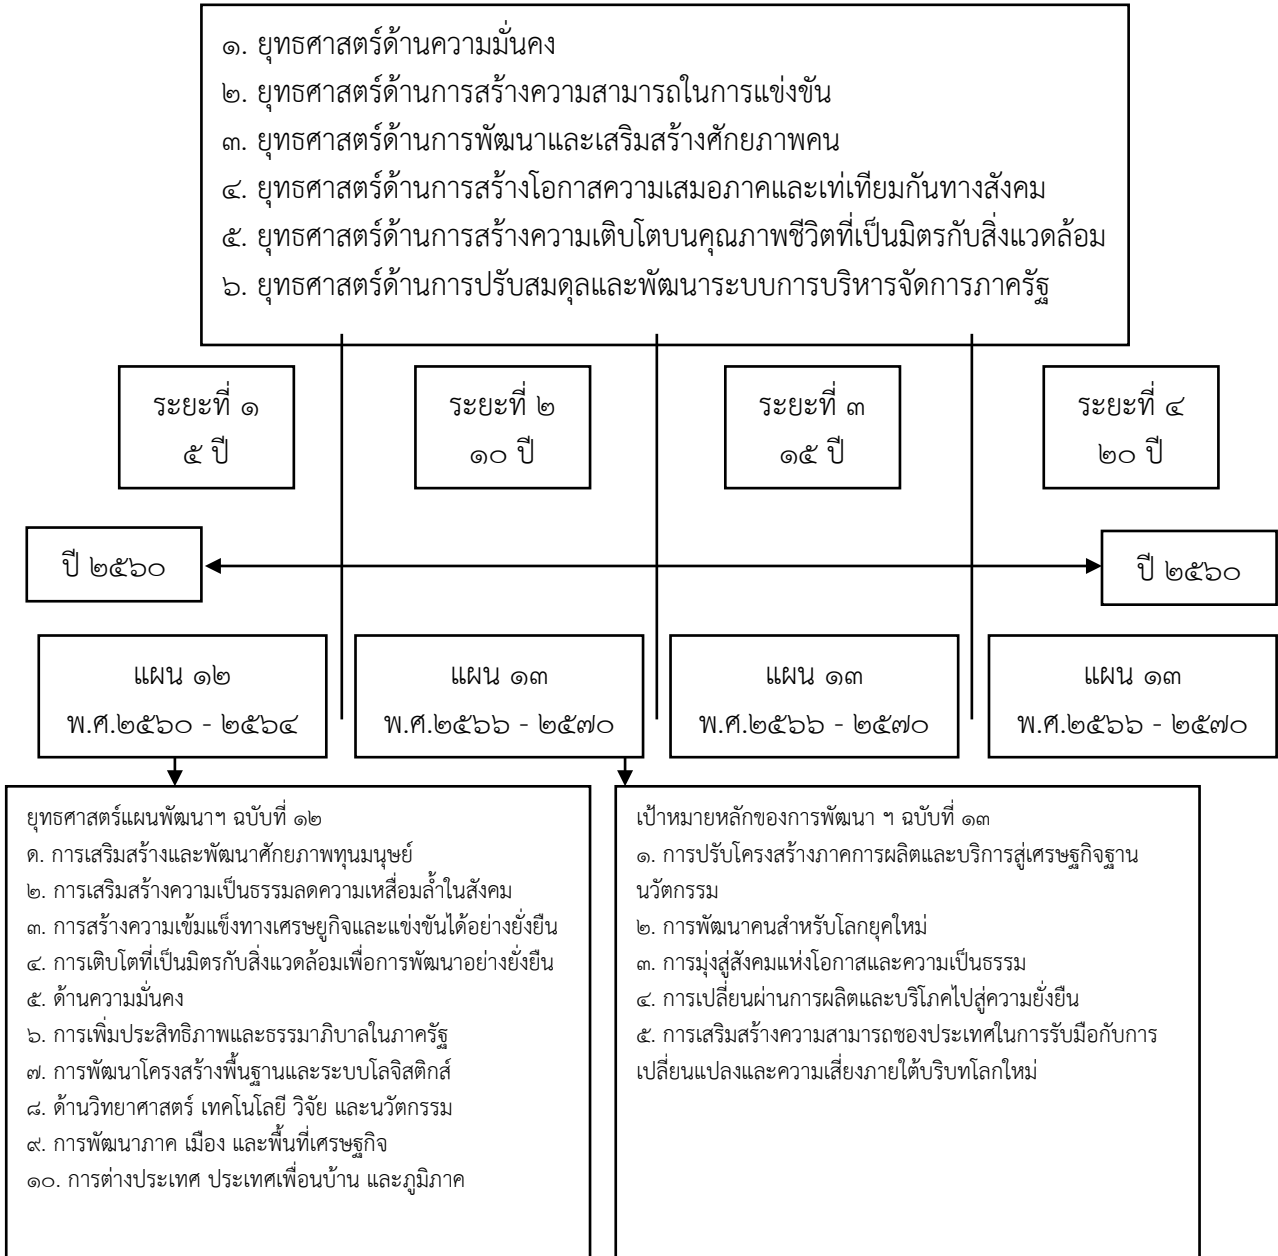 ๑. ยุทธศาสตร์ด้านความมั่นคง
๒. ยุทธศาสตร์ด้านการสร้างความสามารถในการแข่งขัน
๓. ยุทธศาสตร์ด้านการพัฒนาและเสริมสร้างศักยภาพคน
๔. ยุทธศาสตร์ด้านการสร้างโอกาสความเสมอภาคและเท่เทียมกันทางสังคม
๕. ยุทธศาสตร์ด้านการสร้างความเติบโตบนคุณภาพชีวิตที่เป็นมิตรกับสิ่งแวดล้อม
๖. ยุทธศาสตร์ด้านการปรับสมดุลและพัฒนาระบบการบริหารจัดการภาครัฐ
ระยะที่ ๑
๕ ปี
ระยะที่ ๒
๑๐ ปี
ระยะที่ ๓
๑๕ ปี
ระยะที่ ๔
๒๐ ปี
ปี ๒๕๖๐
ปี ๒๕๖๐
แผน ๑๒
พ.ศ.๒๕๖๐ - ๒๕๖๔
แผน ๑๓
พ.ศ.๒๕๖๖ - ๒๕๗๐
แผน ๑๓
พ.ศ.๒๕๖๖ - ๒๕๗๐
แผน ๑๓
พ.ศ.๒๕๖๖ - ๒๕๗๐
ยุทธศาสตร์แผนพัฒนาฯ ฉบับที่ ๑๒
ด. การเสริมสร้างและพัฒนาศักยภาพทุนมนุษย์
๒. การเสริมสร้างความเป็นธรรมลดความเหสื่อมล้ำในสังคม
๓. การสร้างความเข้มแข็งทางเศรษยูกิจและแข่งขันได้อย่างยั่งยืน
๔. การเติบโตที่เป็นมิตรกับสิ่งแวดล้อมเพื่อการพัฒนาอย่างยั่งยืน
๕. ด้านความมั่นคง
๖. การเพิ่มประสิทธิภาพและธรรมาภิบาลในภาครัฐ
๗. การพัฒนาโครงสร้างพื้นฐานและระบบโลจิสติกส์
๘. ด้านวิทยาศาสตร์ เทคโนโลยี วิจัย และนวัตกรรม
๙. การพัฒนาภาค เมือง และพื้นที่เศรษฐกิจ
๑๐. การต่างประเทศ ประเทศเพื่อนบ้าน และภูมิภาค
เป้าหมายหลักของการพัฒนา ฯ ฉบับที่ ๑๓
๑. การปรับโครงสร้างภาคการผลิตและบริการสู่เศรษฐกิจฐาน
นวัตกรรม
๒. การพัฒนาคนสำหรับโลกยุคใหม่
๓. การมุ่งสู่สังคมแห่งโอกาสและความเป็นธรรม
๔. การเปลี่ยนผ่านการผลิตและบริโภคไปสู่ความยั่งยืน
๕. การเสริมสร้างความสามารถชองประเทศในการรับมือกับการ
เปลี่ยนแปลงและความเสี่ยงภายใต้บริบทโลกใหม่